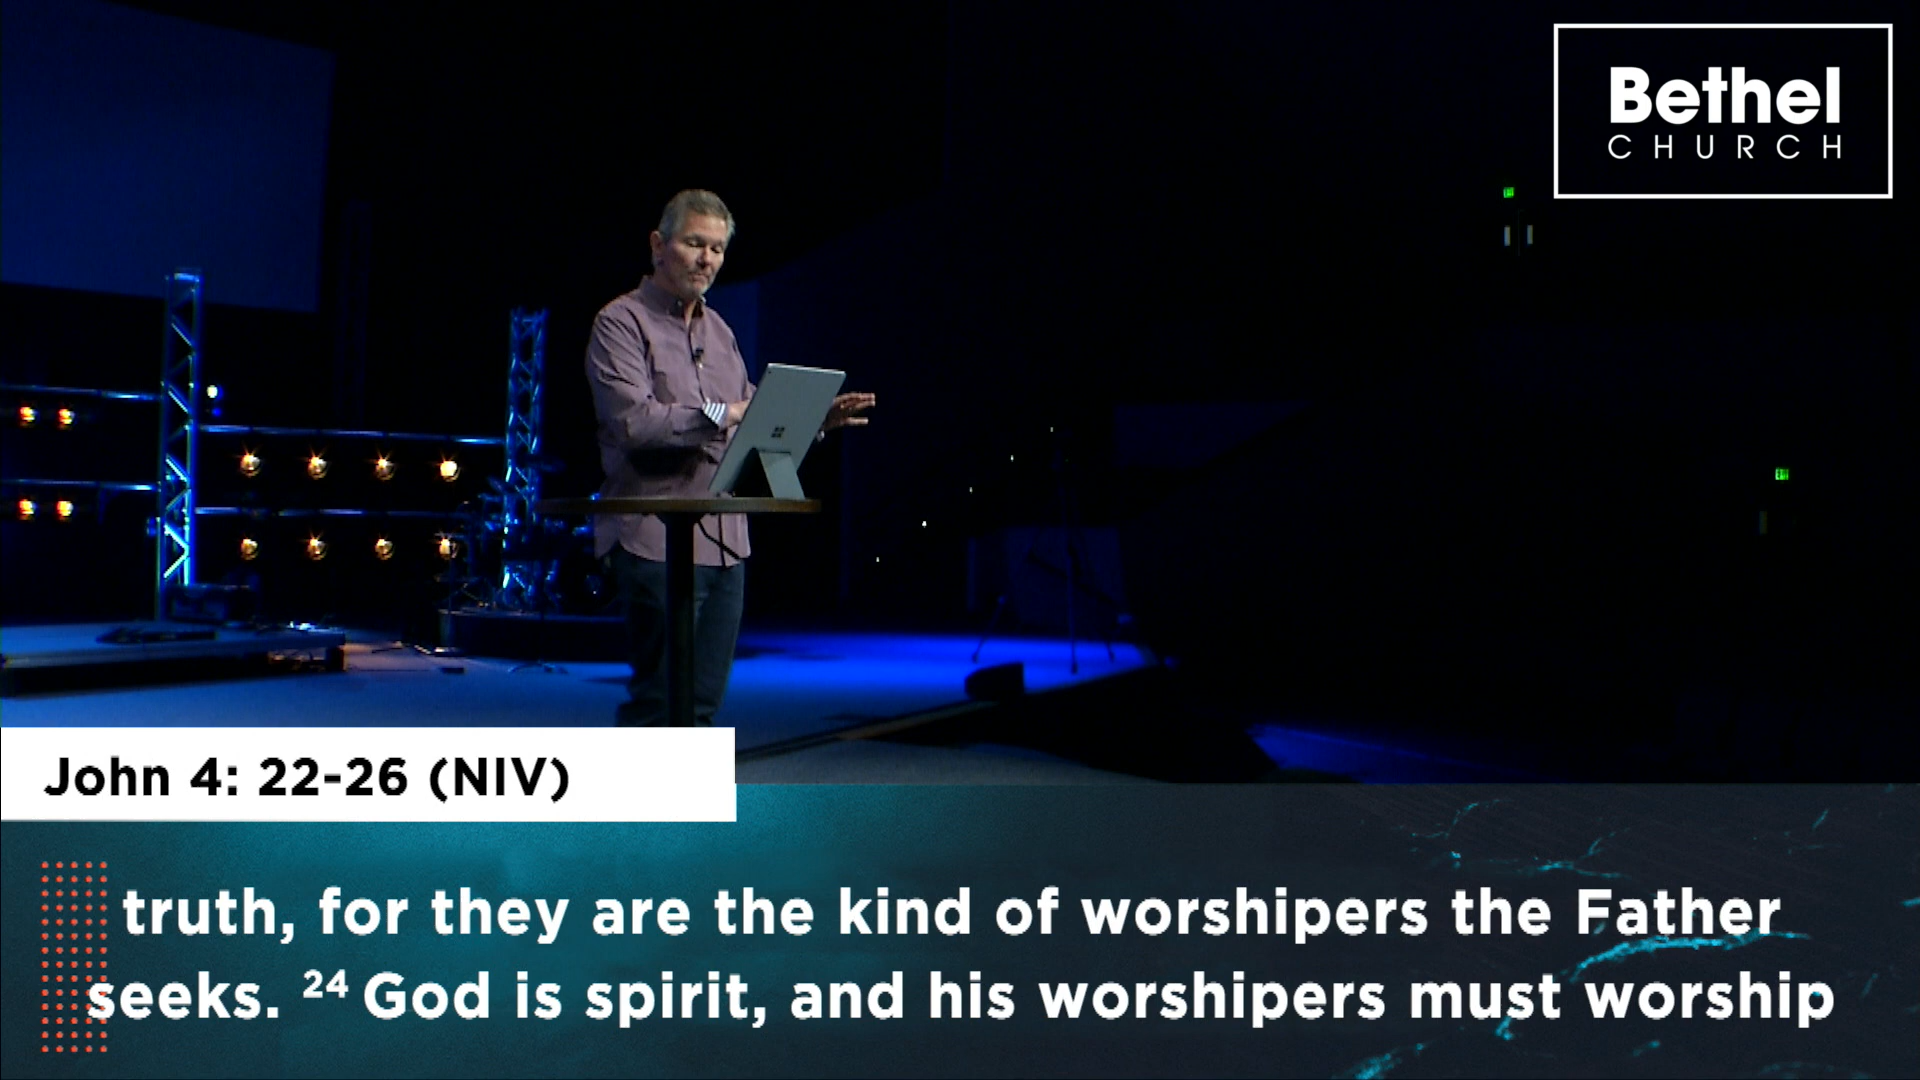 Bethel
CHURCH
John 4: 22-26 (NIV)
truth, for they are the kind of worshipers the Father
seeks. 24 God is spirit, and his worshipers must worship